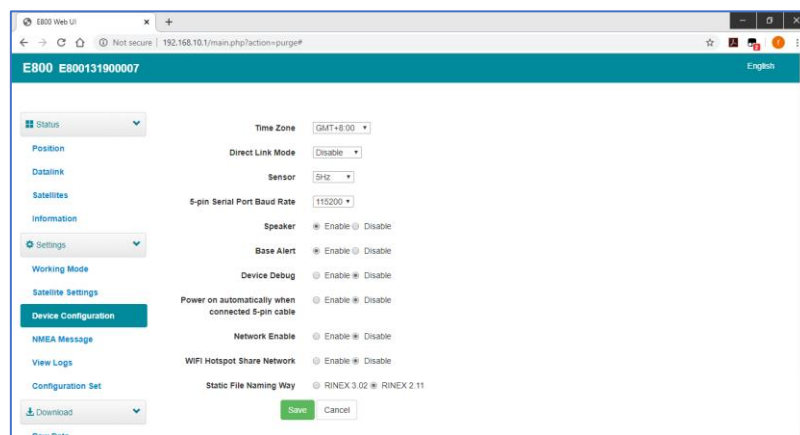 E800 Web UI
Not secure | 192.168.10.1/main.php?action=purge#
E800 E800131900007
English
Status
Position
Datalink
Satellites
Information
Settings
Working Mode
Satellite Settings
Device Configuration
NMEA Message
View Logs
Configuration Set
Download
Raw Data
Time Zone GMT+8:00
Direct Link Mode Disable
Sensor 5Hz
5-pin Serial Port Baud Rate 115200
Speaker Enable Disable
Base Alert Enable Disable
Device Debug Enable Disable
Power on automatically when
connected 5-pin cable Enable Disable
Network Enable Enable Disable
WIFI Hotspot Share Network Enable Disable
Static File Naming Way RINEX 3.02 RINEX 2.11
Save Cancel